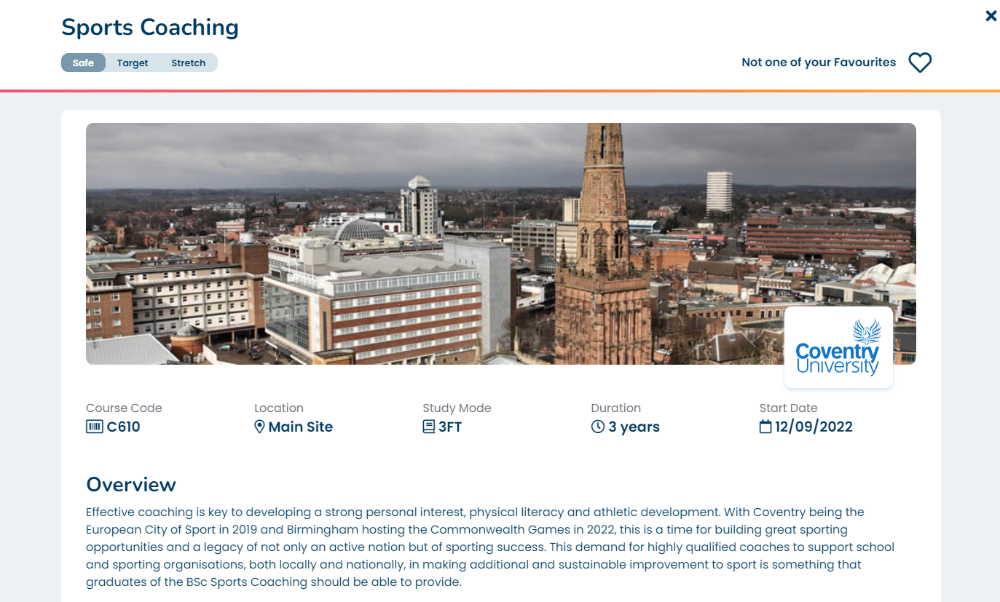 Sports Coaching
Safe Target Stretch
Not one of your Favourites
Coventry
University
Course Code
C610
Location
Main Site
Study Mode
3FT
Duration
3 years
Start Date
12/09/2022
Overview
Effective coaching is key to developing a strong personal interest, physical literacy and athletic development. With Coventry being the
European City of Sport in 2019 and Birmingham hosting the Commonwealth Games in 2022, this is a time for building great sporting
opportunities and a legacy of not only an active nation but of sporting success. This demand for highly qualified coaches to support school
and sporting organisations, both locally and nationally, in making additional and sustainable improvement to sport is something that
graduates of the BSc Sports Coaching should be able to provide.